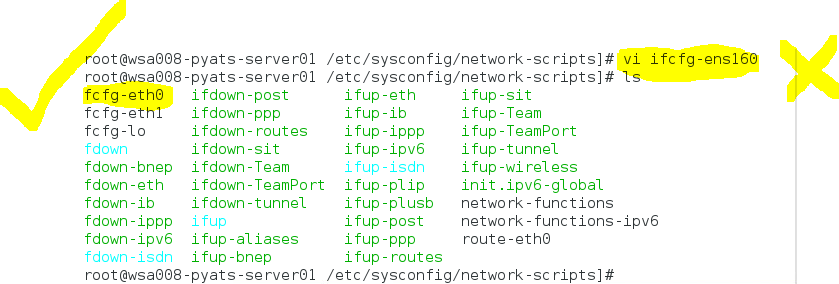 root@wsa008-pyats-server01 /etc/sysconfig/network-scripts]# vi ifcfg-ens160
root@wsa008-pyats-server01 /etc/sysconfig/network-scripts]# ls
fcfg-eth0 ifdown-post ifup-eth ifup-sit
fcfg-eth1 ifdown-ppp ifup-ib ifup-Team
fcfg-lo ifdown-routes ifup-ippp ifup-TeamPort
fdown ifdown-sit ifup-ipv6 ifup-tunnel
fdown-bnep ifdown-Team ifup-isdn ifup-wireless
fdown-eth ifdown-TeamPort ifup-plip init.ipv6-global
fdown-ib ifdown-tunnel ifup-plusb network-functions
fdown-ippp ifup ifup-post network-functions-ipv6
fdown-ipv6 ifup-aliases ifup-ppp route-eth0
fdown-isdn ifup-bnep ifup-routes
root@wsa008-pyats-server01 /etc/sysconfig/network-scripts]#